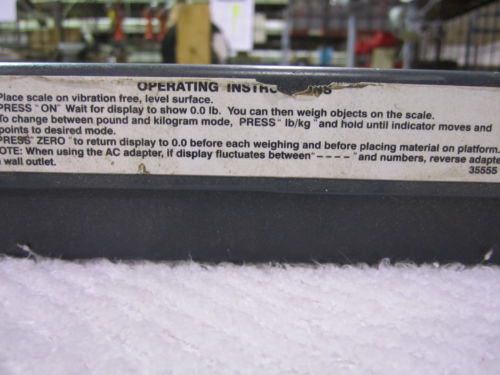 OPERATING INSTRUCTIONS
Place scale on vibration free, level surface.
PRESS "ON" Wait for display to show 0.0 lb. You can then weigh objects on the scale.
To change between pound and kilogram mode, PRESS "lb/kg" and hold until indicator moves and
points to desired mode.
PRESS" ZERO" to return display to 0.0 before each weighing and before placing material on platform.
NOTE: When using the AC adapter, if display fluctuates between"----"and numbers, reverse adapte
wall outlet.
35555